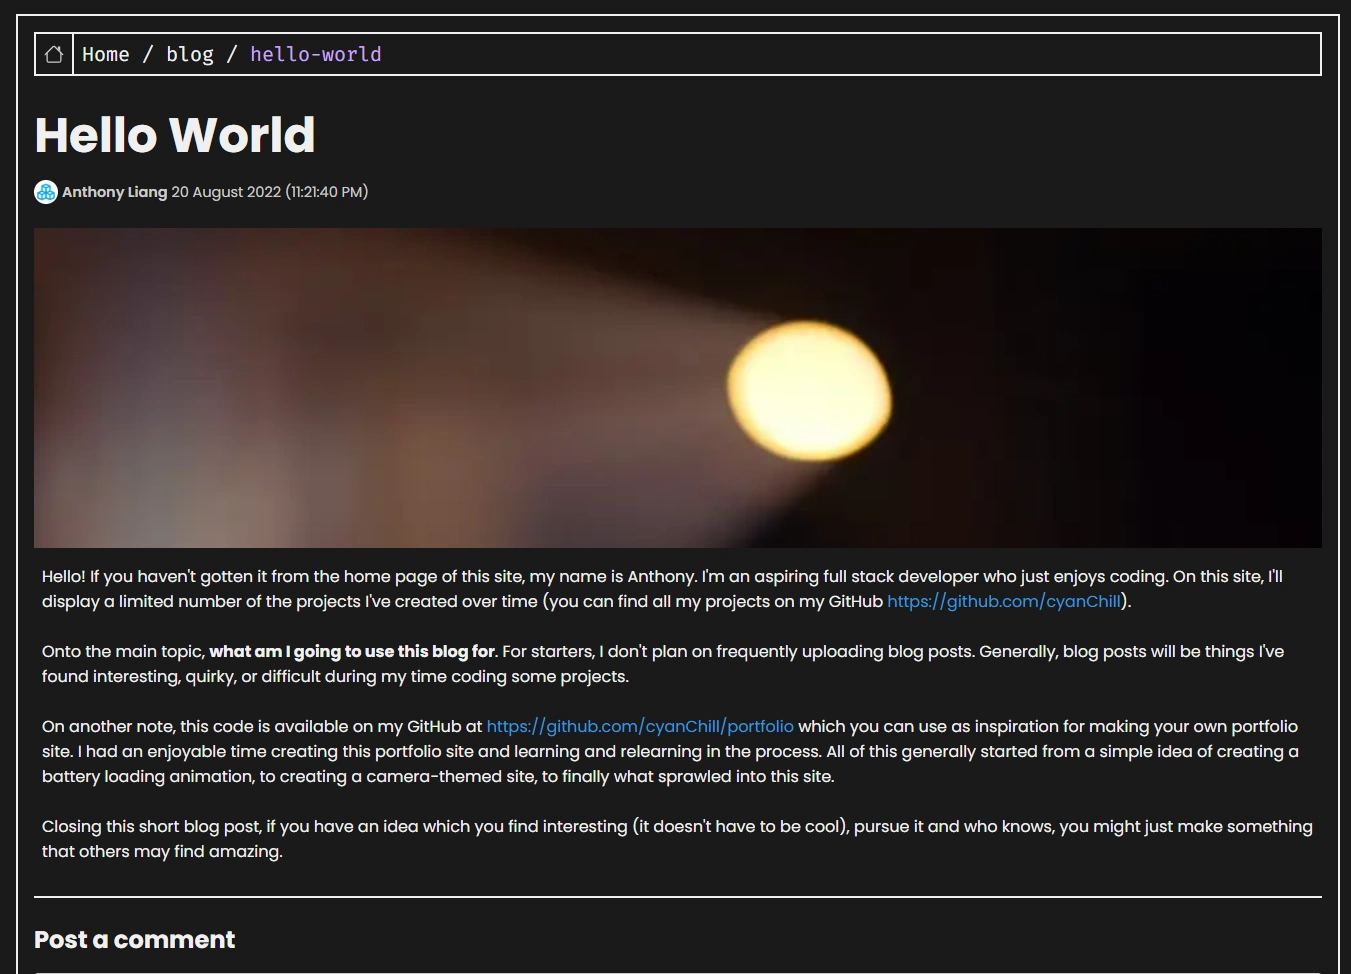 Home / blog / hello-world
Hello World
Anthony Liang 20 August 2022 (11:21:40 PM)
Hello! If you haven't gotten it from the home page of this site, my name is Anthony. I'm an aspiring full stack developer who just enjoys coding. On this site, I'll
display a limited number of the projects I've created over time (you can find all my projects on my GitHub https://github.com/cyanChill).
Onto the main topic, what am I going to use this blog for. For starters, I don't plan on frequently uploading blog posts. Generally, blog posts will be things I've
found interesting, quirky, or difficult during my time coding some projects.
On another note, this code is available on my GitHub at https://github.com/cyanChill/portfolio which you can use as inspiration for making your own portfolio
site. I had an enjoyable time creating this portfolio site and learning and relearning in the process. All of this generally started from a simple idea of creating a
battery loading animation, to creating a camera-themed site, to finally what sprawled into this site.
Closing this short blog post, if you have an idea which you find interesting (it doesn't have to be cool), pursue it and who knows, you might just make something
that others may find amazing.
Post a comment